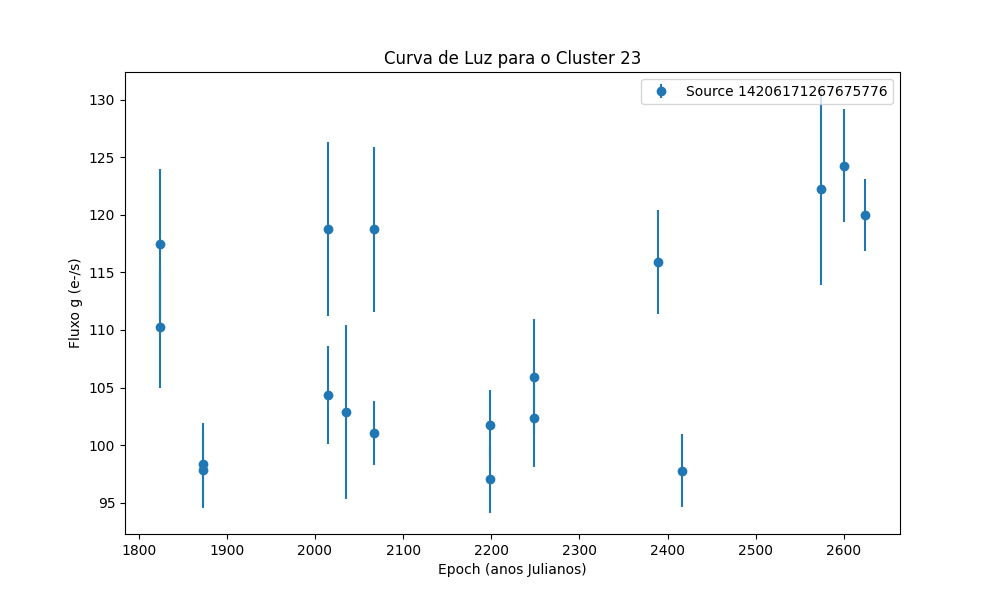 Curva de Luz para o Cluster 23
Source 14206171267675776
Fluxo g (e-/s)
130
125
120
115
110
105
100
95
1800 1900 2000 2100 2200 2300 2400 2500 2600
Epoch (anos Julianos)